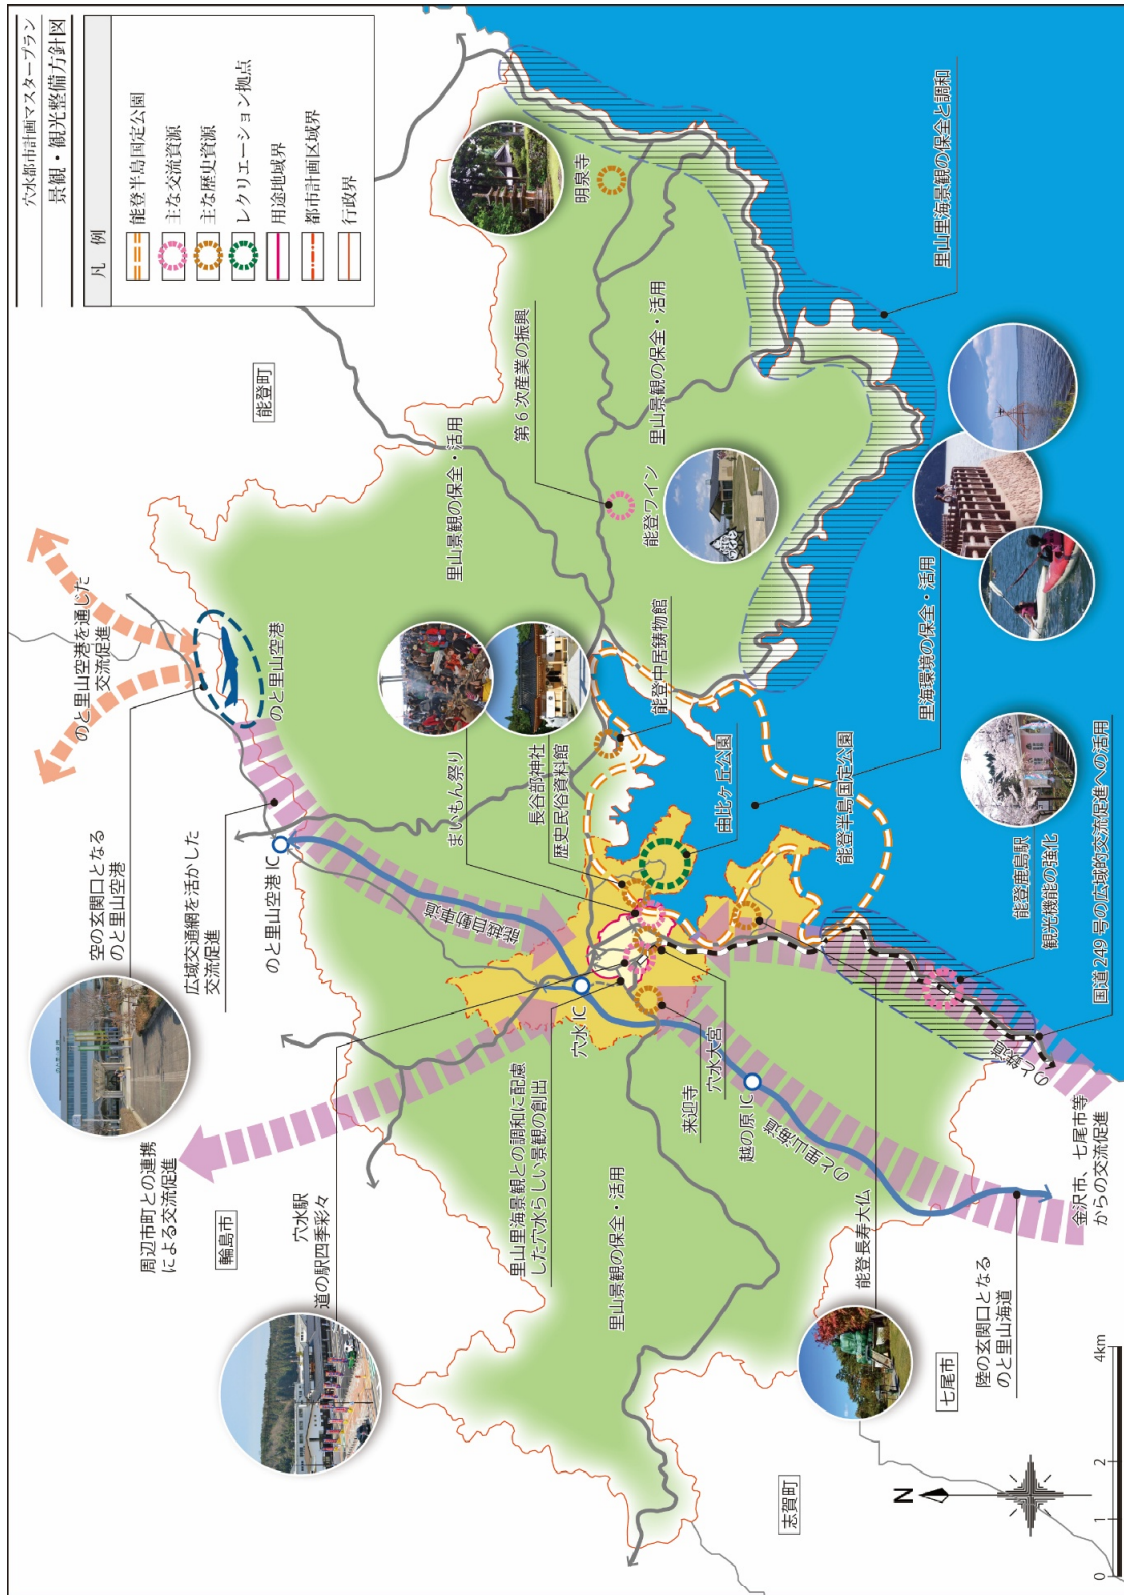 穴水都市計画マスタープラン
景観・観光整備方針図
凡 例
能登半島国定公園
主な交流資源
主な歴史資源
レクリエーション拠点
用途地域界
都市計画区域界
行政界
のと里山空港を通じた
交流促進
のと里山空港
空の玄関口となる
のと里山空港
広域交通網を活かした
交流促進
のと里山空港 IC
能越自動車道
周辺市町との連携
による交流促進
輪島市
能登町
穴水駅
道の駅四季彩々
里山里海景観との調和に配慮
した穴水らしい景観の創出
里山景観の保全・活用
まいもん祭り
長谷部神社
歴史民俗資料館
里山景観の保全・活用
第 6 次産業の振興
能登ワイン
里山景観の保全・活用
明泉寺
能登中居鋳物館
由比ヶ丘公園
能登半島国定公園
里海環境の保全・活用
里山里海景観の保全と調和
穴水 IC
来迎寺
穴水大宮
越の原 IC
のと里山海道
能登長寿大仏
能登鹿島駅
観光機能の強化
国道 249 号の広域的交流促進への活用
のと鉄道
金沢市、七尾市等
からの交流促進
陸の玄関口となる
のと里山海道
七尾市
志賀町
N
0 1 2 4km